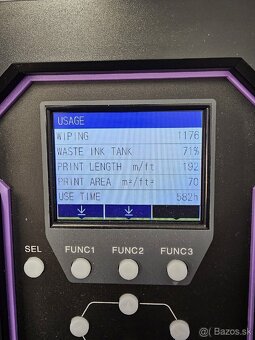 USAGE
WIPING 1176
WASTE INK TANK 71%
PRINT LENGTH m/ft 192
PRINT AREA m²/ft² 70
USE TIME 582h
SEL FUNC1 FUNC2 FUNC3
© Bazos.sk